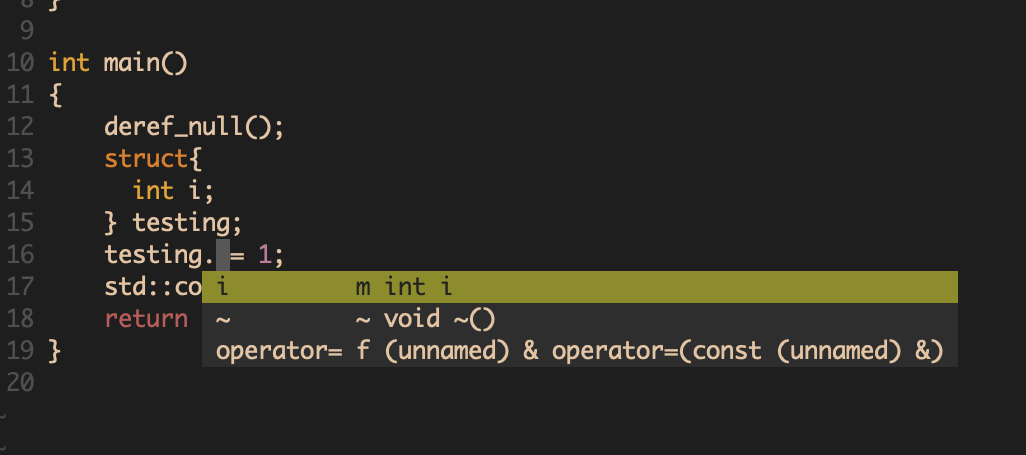 8 }
9
10 int main()
11 {
12     deref_null();
13     struct{
14       int i;
15     } testing;
16     testing. = 1;
17     std::co i         m int i
18     return  ~         ~ void ~()
19 }           operator= f (unnamed) & operator=(const (unnamed) &)
20
~
~